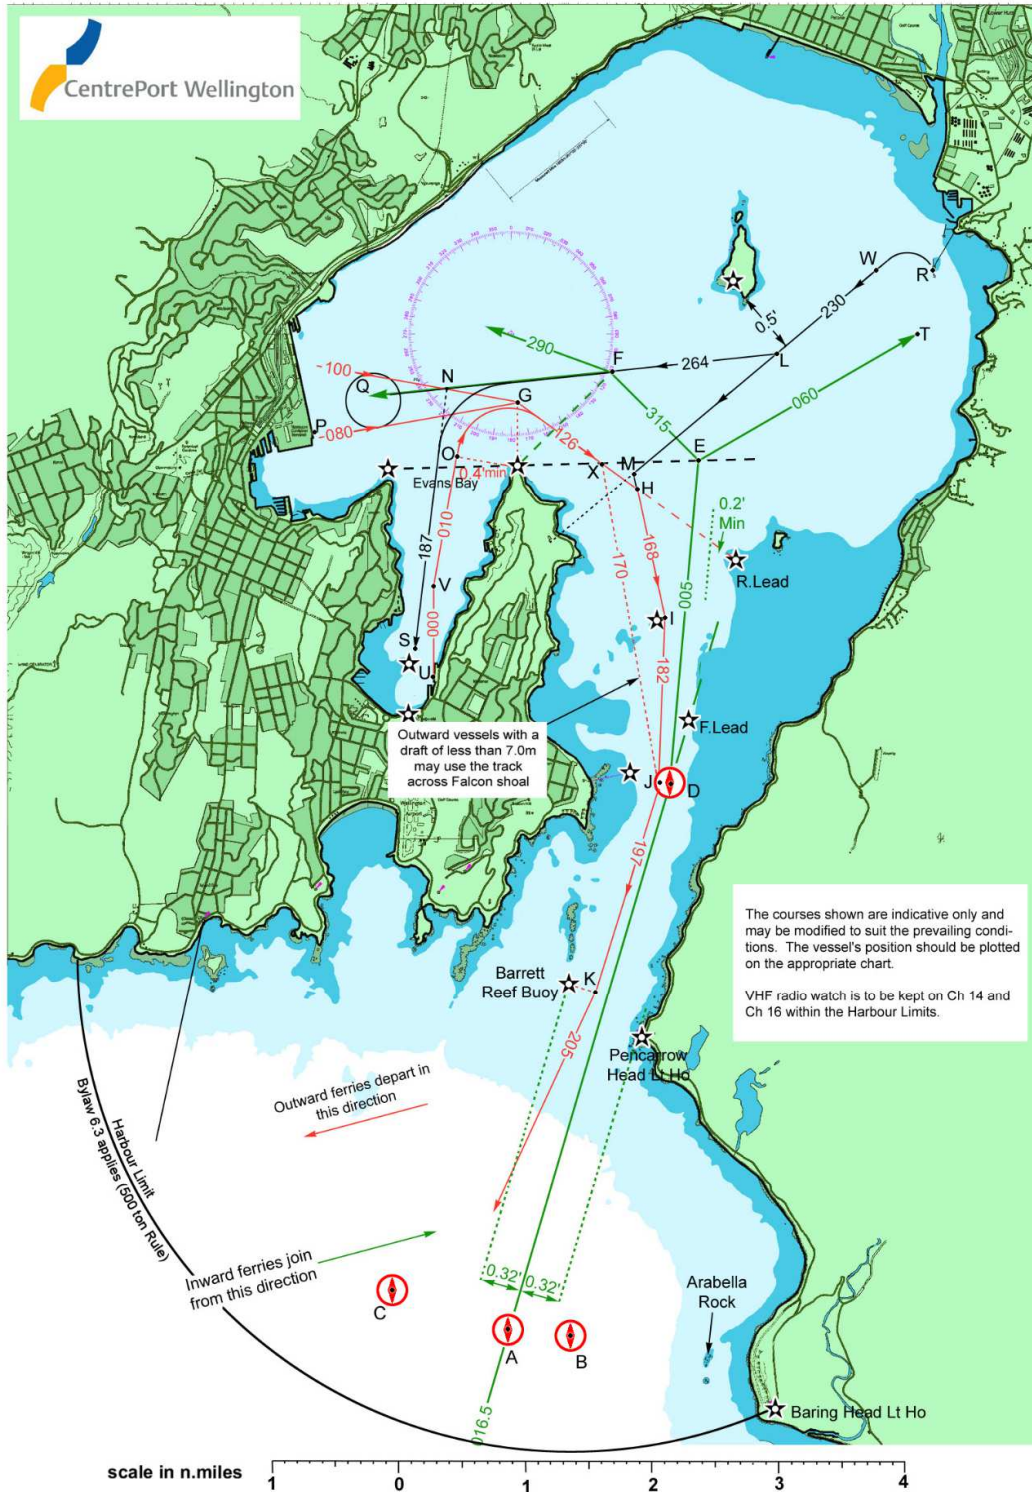 CentrePort Wellington
W
R
230
0.5'
T
L
290
F
264
100
N
Q
G
060
080
P
126
315
E
O
X
M
0.4'min
H
Evans Bay
0.2'
Min
010
187
168
170
005
R.Lead
V
000
I
S
U
182
F.Lead
Outward vessels with a
draft of less than 7.0m
may use the track
across Falcon shoal
J
D
197
The courses shown are indicative only and
may be modified to suit the prevailing condi-
tions. The vessel's position should be plotted
on the appropriate chart.
VHF radio watch is to be kept on Ch 14 and
Ch 16 within the Harbour Limits.
Barrett
Reef Buoy
K
205
Pencarrow
Head Lt Ho
Outward ferries depart in
this direction
Harbour Limit
Bylaw 6.3 applies (500 ton Rule)
Inward ferries join
from this direction
0.32'
0.32'
Arabella
Rock
C
A
B
016.5
Baring Head Lt Ho
scale in n.miles
1 0 1 2 3 4